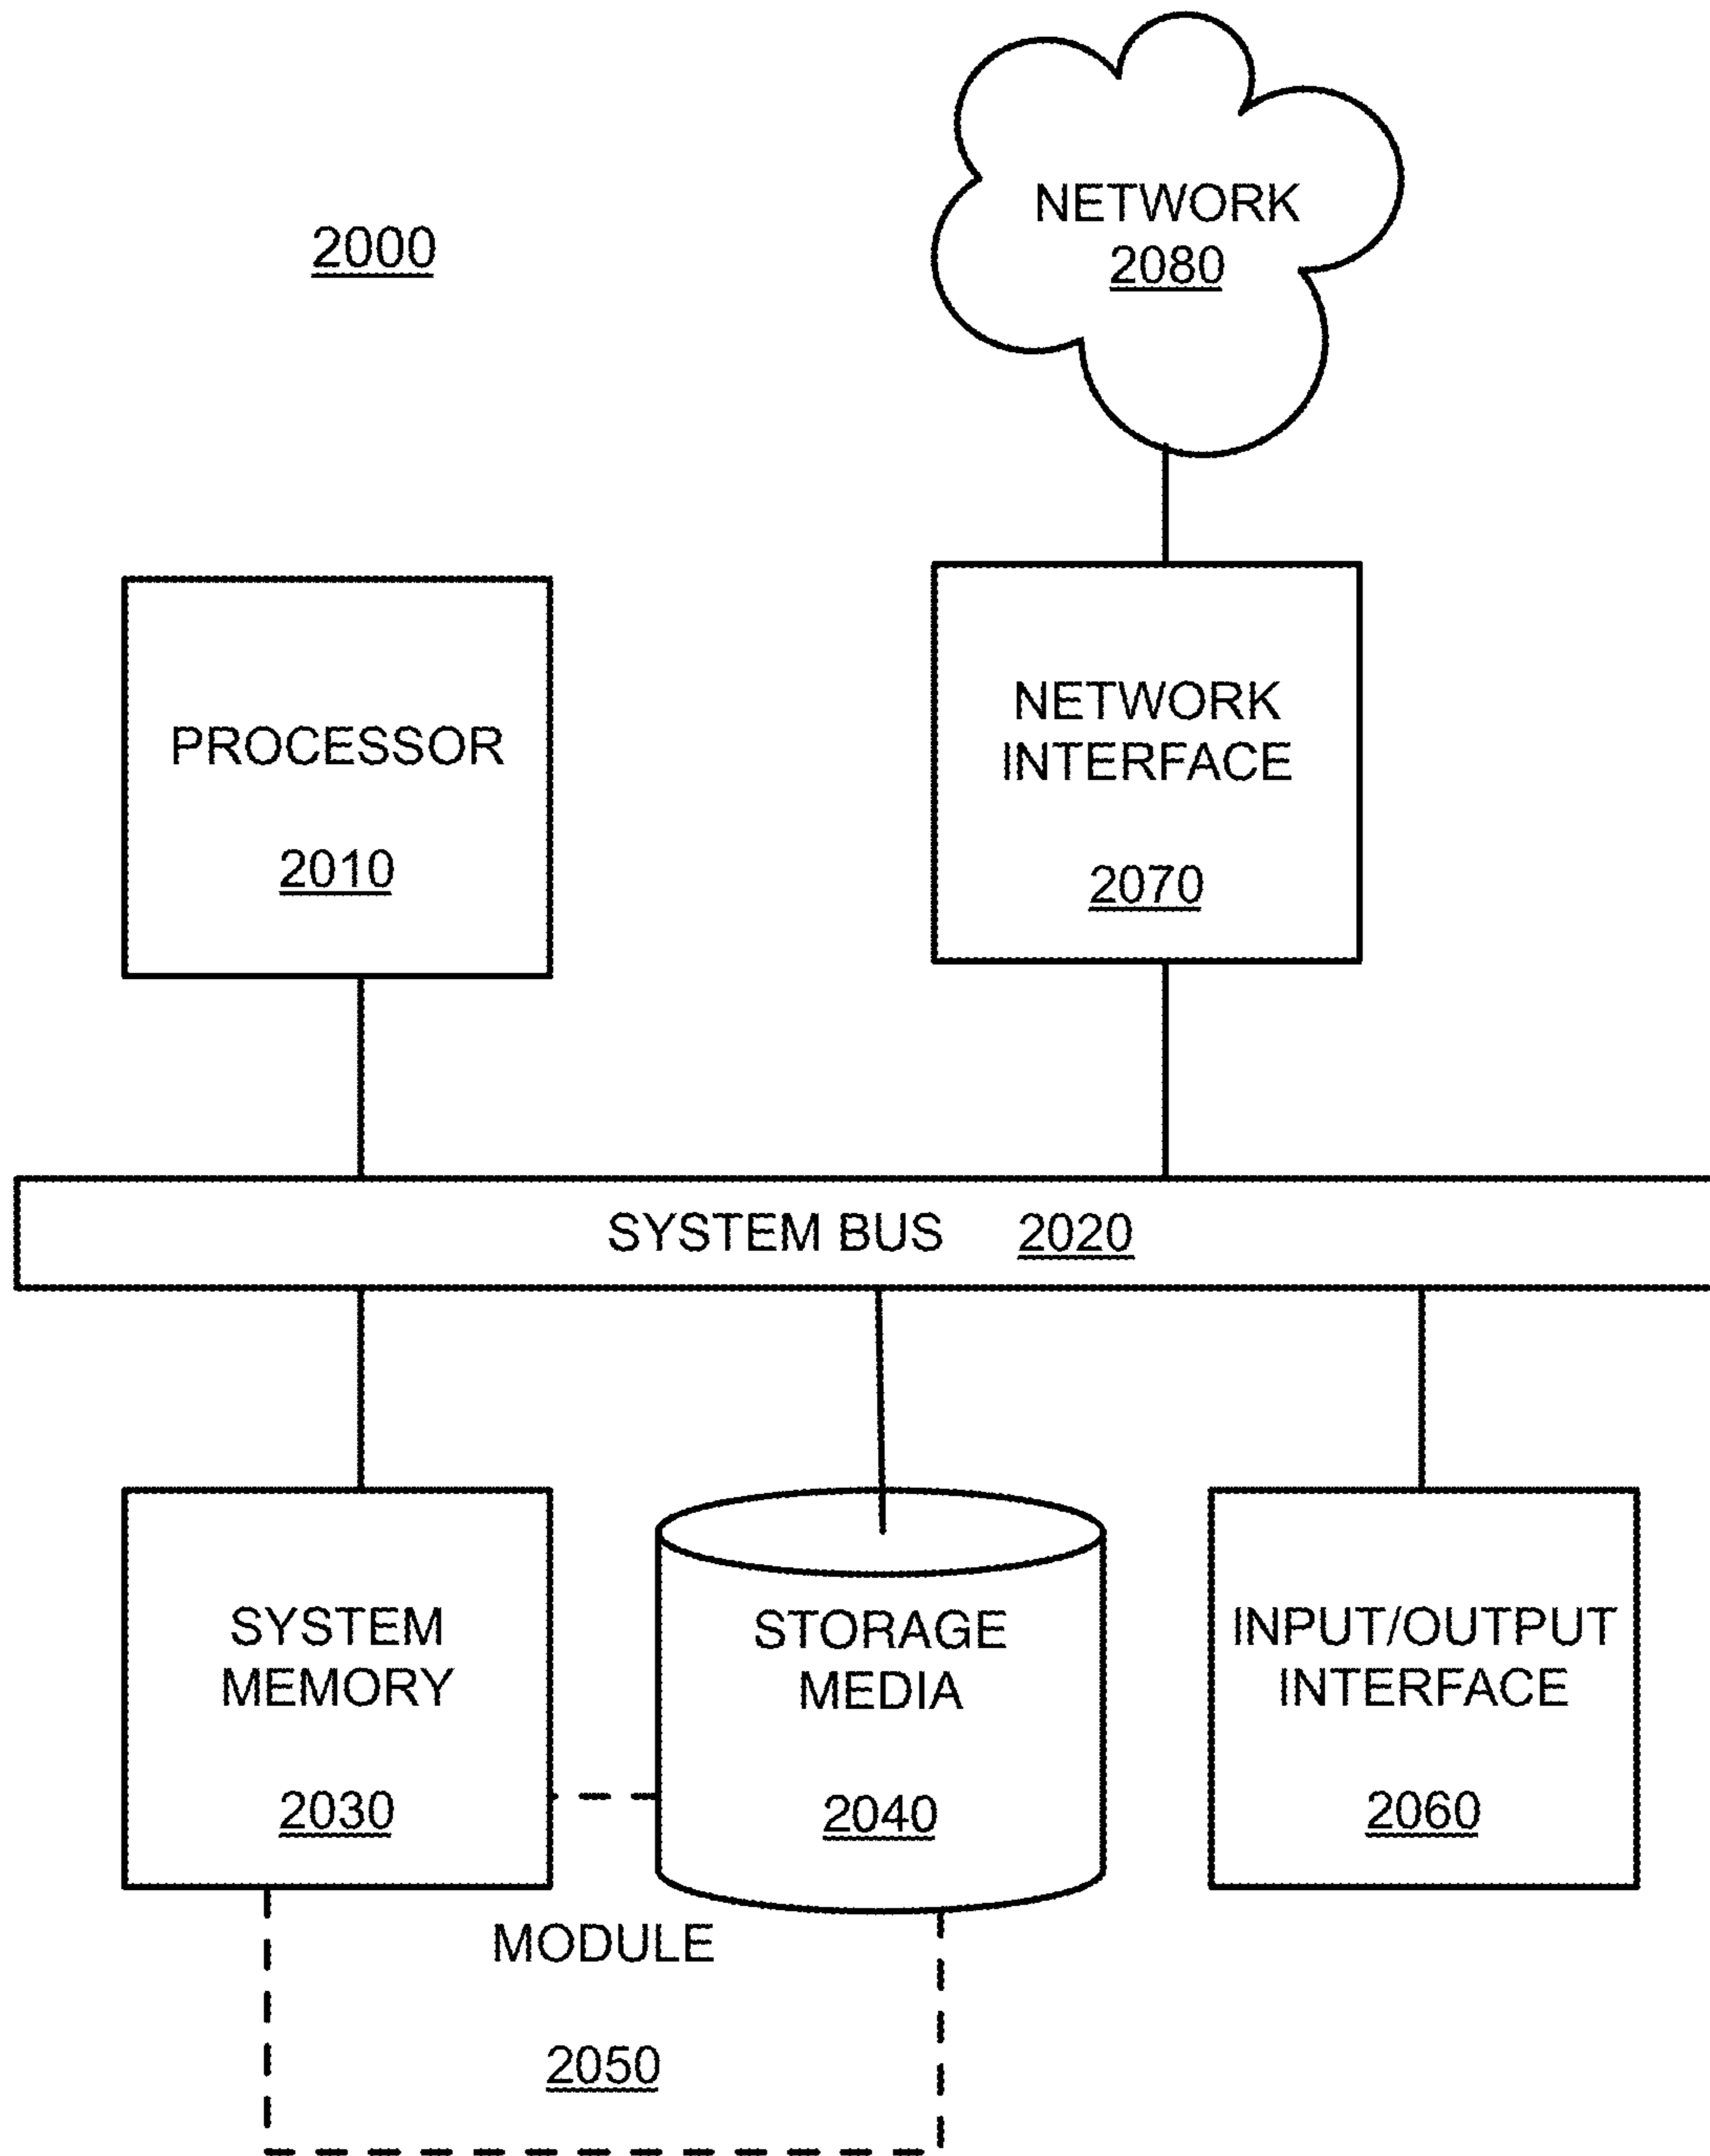 NETWORK
2080
2000
PROCESSOR
2010
NETWORK
INTERFACE
2070
SYSTEM BUS 2020
SYSTEM
MEMORY
2030
STORAGE
MEDIA
2040
INPUT/OUTPUT
INTERFACE
2060
MODULE
2050